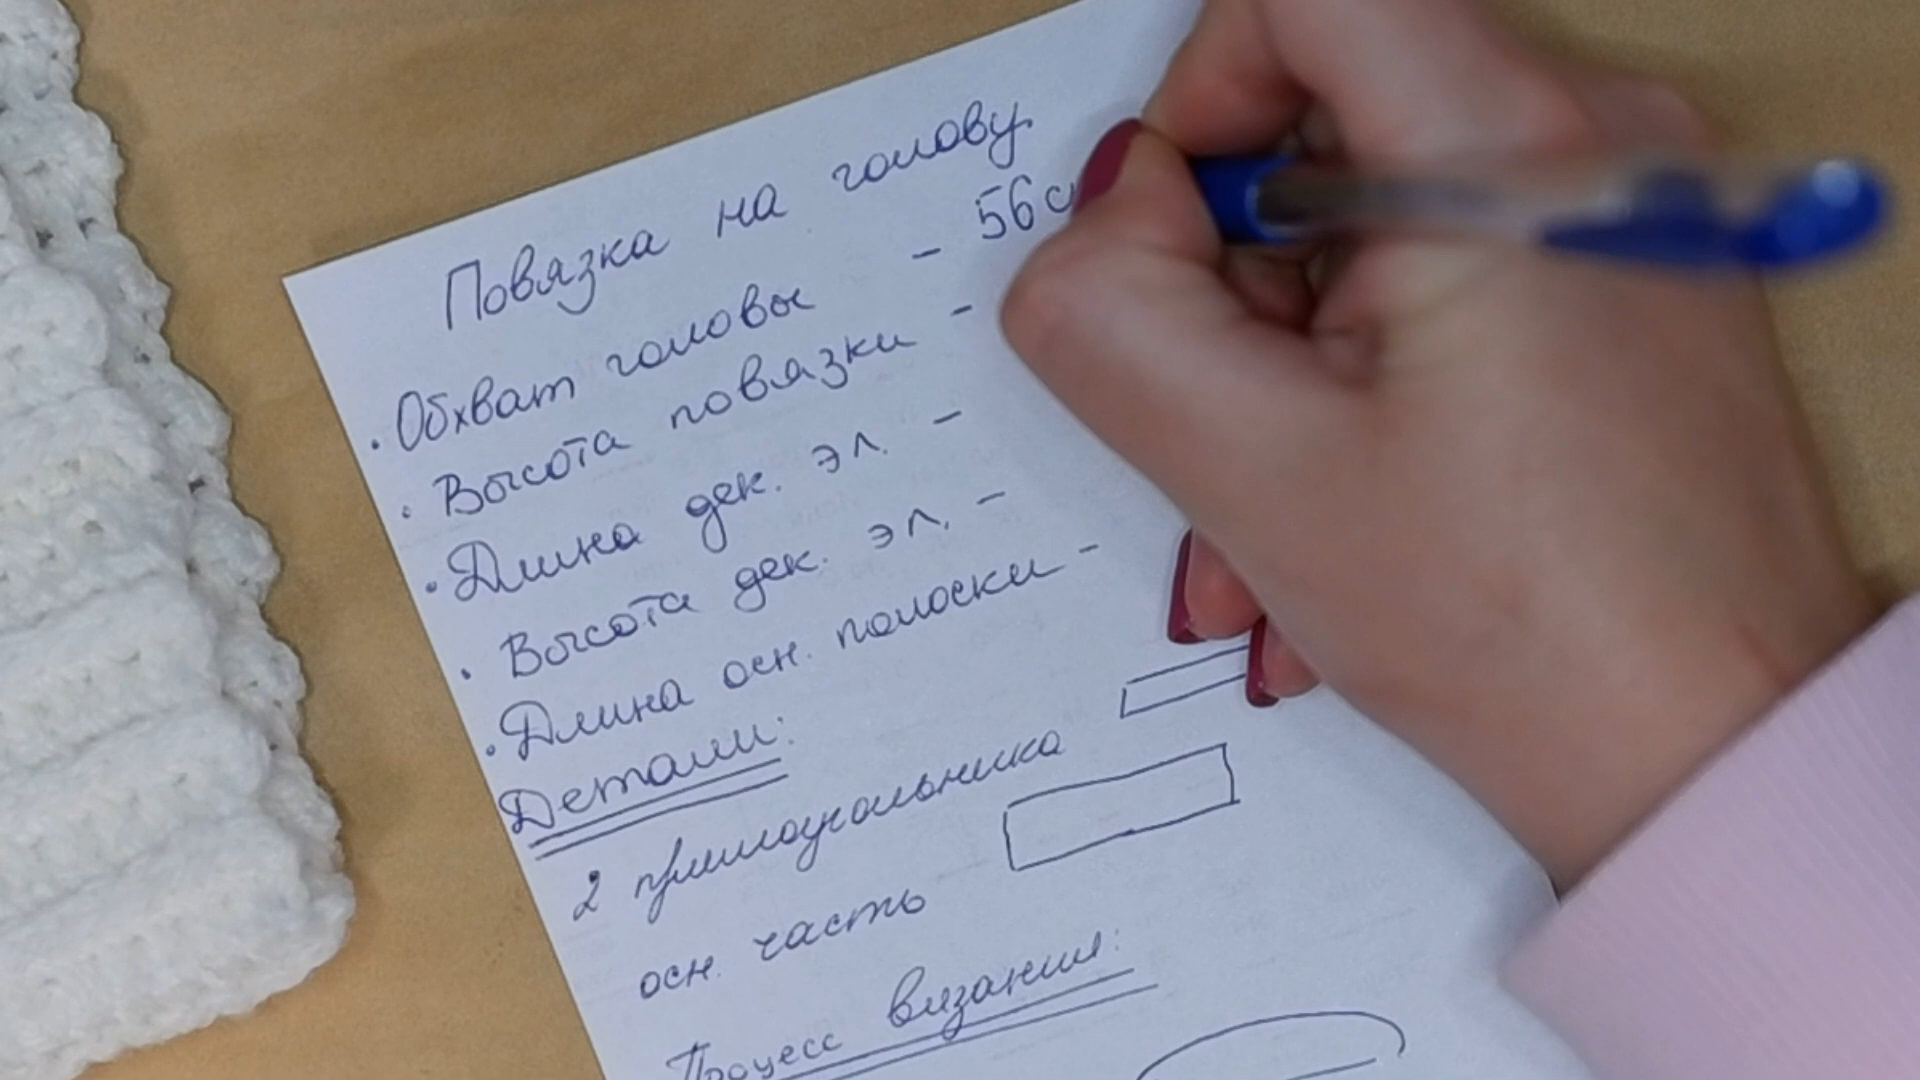 Повязка на голову
• Обхват головы - 56 с
• Высота повязки -
• Длина дек. эл. -
• Высота дек. эл. -
• Длина осн. полоски -
Детали:
2 прямоугольника
осн. часть
Процесс вязания: